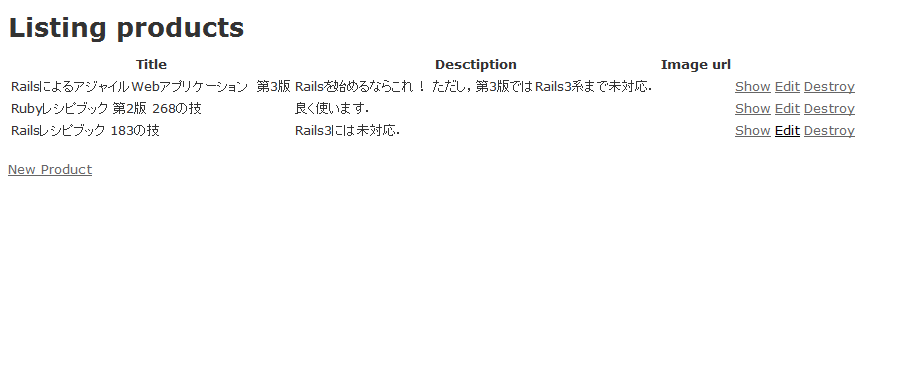 Listing products
Title Desctiption Image url
RailsによるアジャイルWebアプリケーション 第3版 Railsを始めるならこれ！ ただし，第3版ではRails3系まで未対応． Show Edit Destroy
Rubyレシピブック 第2版 268の技 良く使います． Show Edit Destroy
Railsレシピブック 183の技 Rails3には未対応． Show Edit Destroy
New Product